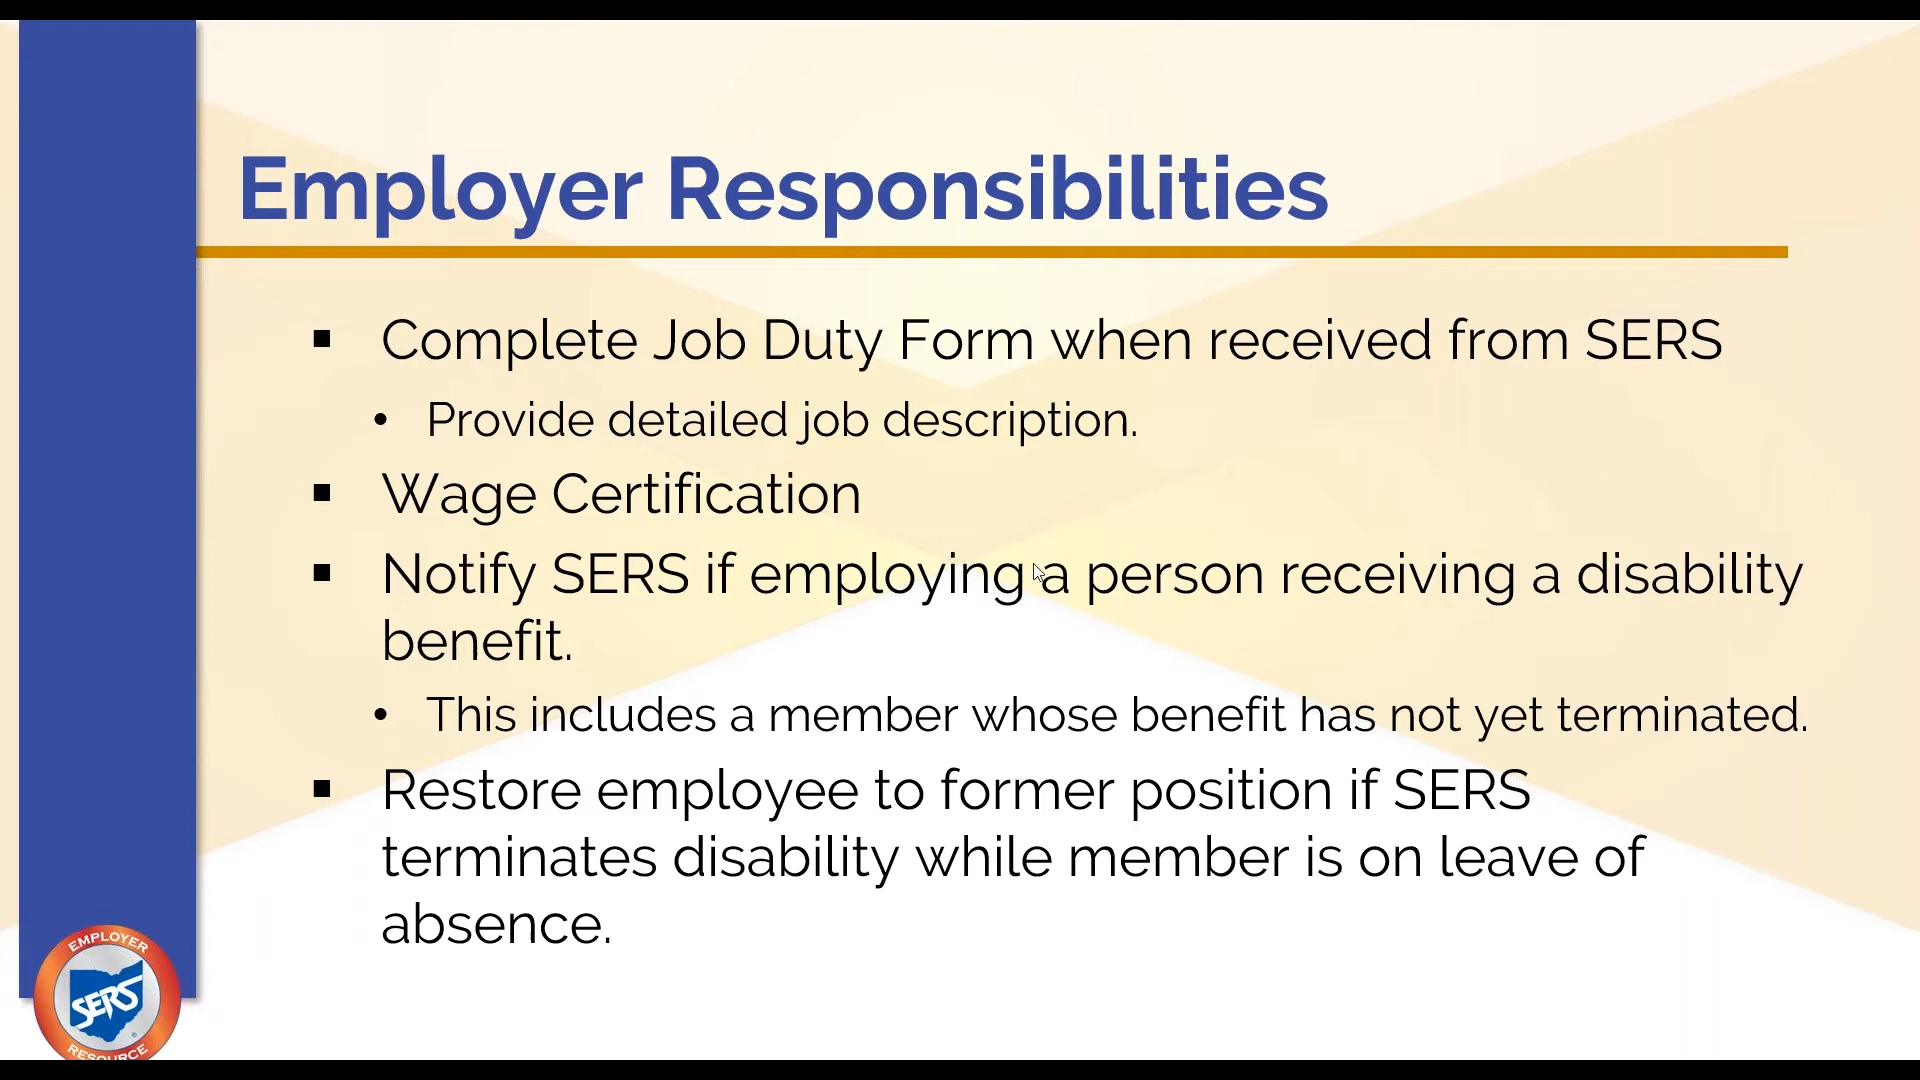 Employer Responsibilities
▪ Complete Job Duty Form when received from SERS
• Provide detailed job description.
▪ Wage Certification
▪ Notify SERS if employing a person receiving a disability
benefit.
• This includes a member whose benefit has not yet terminated.
▪ Restore employee to former position if SERS
terminates disability while member is on leave of
absence.
EMPLOYER
SERS
RESOURCE